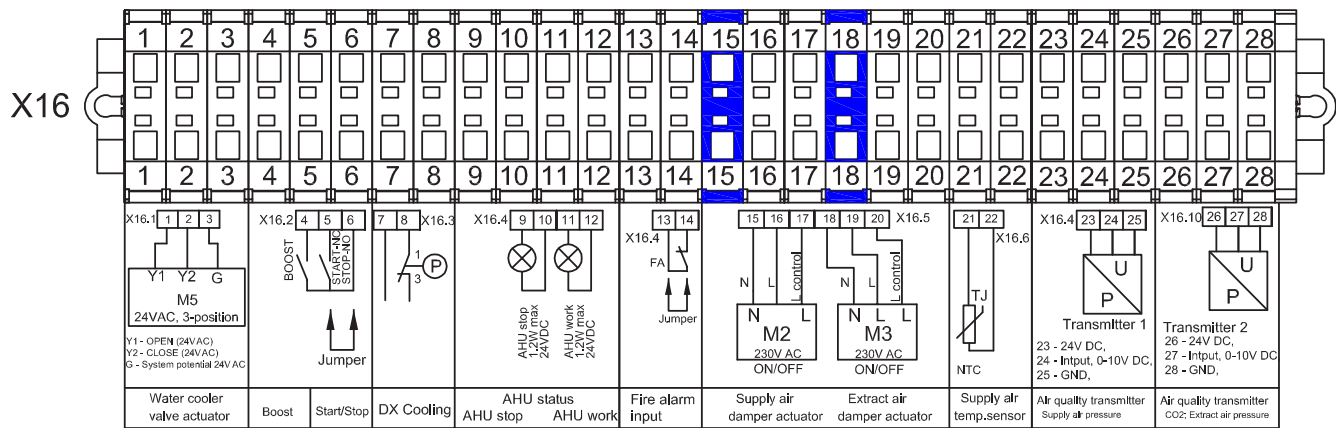 1 2 3 4 5 6 7 8 9 10 11 12 13 14 15 16 17 18 19 20 21 22 23 24 25 26 27 28
X16
1 2 3 4 5 6 7 8 9 10 11 12 13 14 15 16 17 18 19 20 21 22 23 24 25 26 27 28
X16.1 1 2 3
Y1 Y2 G
M5
24VAC, 3-position
Y1 - OPEN (24VAC)
Y2 - CLOSE (24VAC)
G - System potential 24VAC
Water cooler
valve actuator
X16.2 4 5 6
BOOST
START-NC
STOP-NO
Jumper
Boost
Start/Stop
7 8 X16.3
1
3
P
DX Cooling
X16.4 9 10 11 12
AHU stop
1.2W max
24VDC
AHU work
1.2W max
24VDC
AHU status
AHU stop AHU work
13 14
X16.4
FA
Jumper
Fire alarm
input
15 16 17 18 19 20 X16.5
N L L control
N L L
M2
230V AC
ON/OFF
N L L control
N L L
M3
230V AC
ON/OFF
Supply air
damper actuator
Extract air
damper actuator
21 22
X16.6
TJ
NTC
Supply air
temp.sensor
X16.4 23 24 25
U
P
Transmitter 1
23 - 24V DC,
24 - Intput, 0-10V DC,
25 - GND,
Air quality transmitter
Supply air pressure
X16.10 26 27 28
U
P
Transmitter 2
26 - 24V DC,
27 - Intput, 0-10V DC
28 - GND,
Air quality transmitter
CO2; Extract air pressure